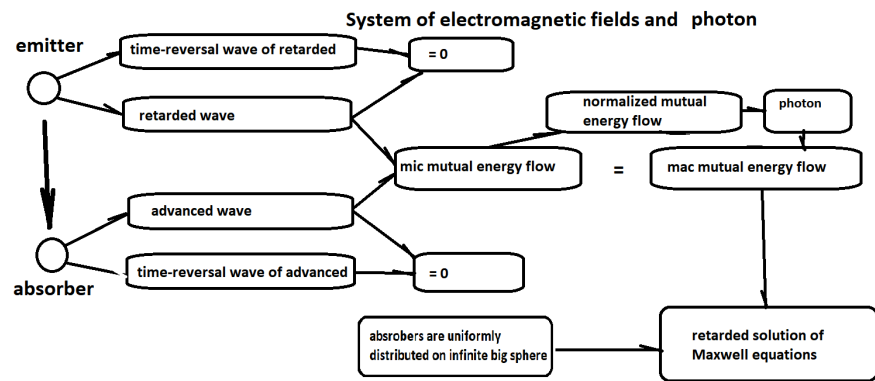 System of electromagnetic fields and photon
emitter
time-reversal wave of retarded
= 0
retarded wave
normalized mutual
energy flow
photon
mic mutual energy flow
=
mac mutual energy flow
advanced wave
time-reversal wave of advanced
= 0
absorber
absrobers are uniformly
distributed on infinite big sphere
retarded solution of
Maxwell equations